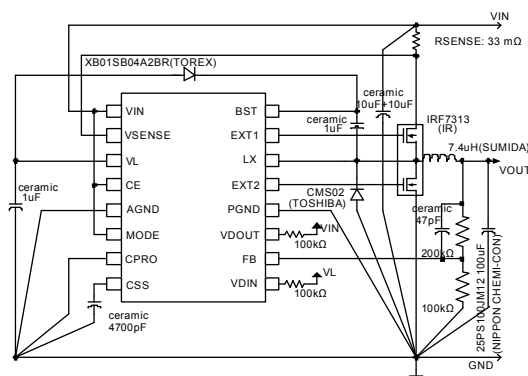 VIN
RSENSE: 33 mΩ
XB01SB04A2BR(TOREX)
ceramic
10uF+10uF
IRF7313
(IR)
ceramic
1uF
7.4uH(SUMIDA)
VOUT
VIN
VSENSE
VL
CE
AGND
MODE
CPRO
CSS
BST
EXT1
LX
EXT2
PGND
VDOUT
FB
VDIN
ceramic
1uF
CMS02
(TOSHIBA)
VIN
100kΩ
VL
100kΩ
ceramic
47pF
200kΩ
100kΩ
25PS100JM12 100uF
(NIPPON CHEMI-CON)
ceramic
4700pF
GND